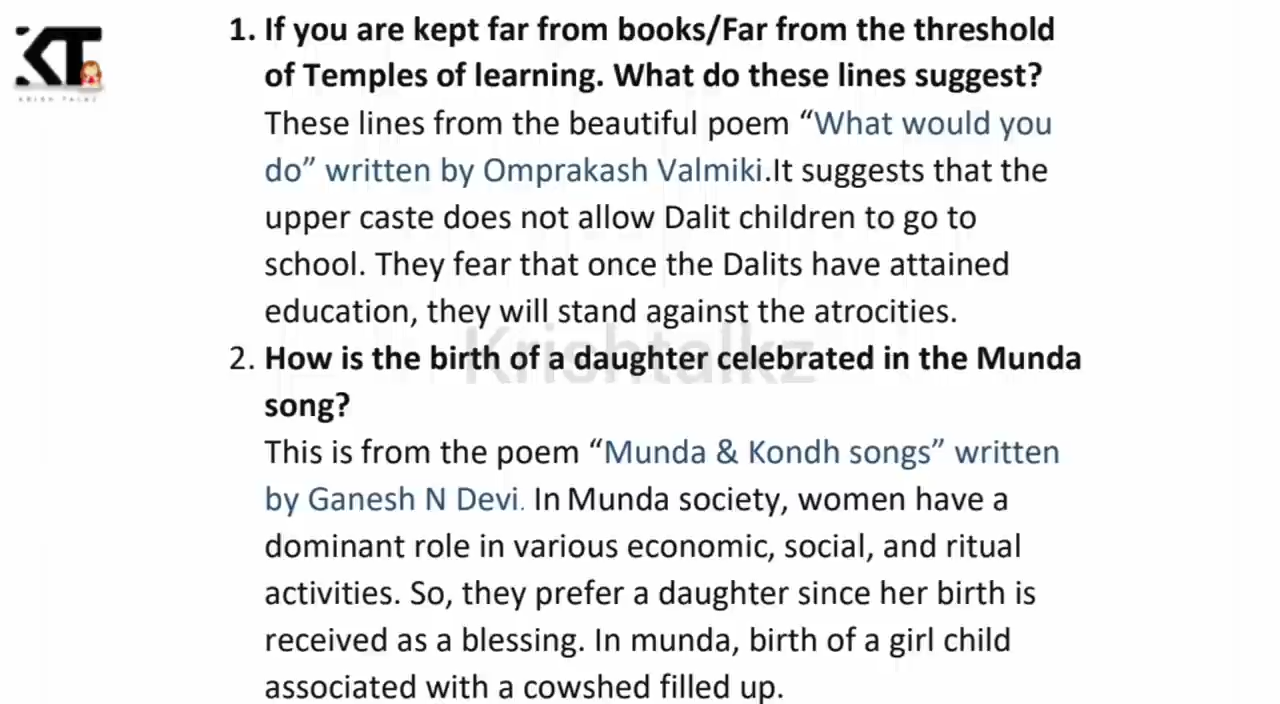 KT
KRISH TALKZ
1. If you are kept far from books/Far from the threshold
of Temples of learning. What do these lines suggest?
These lines from the beautiful poem “What would you
do” written by Omprakash Valmiki.It suggests that the
upper caste does not allow Dalit children to go to
school. They fear that once the Dalits have attained
education, they will stand against the atrocities.
Krishtalkz
2. How is the birth of a daughter celebrated in the Munda
song?
This is from the poem “Munda & Kondh songs” written
by Ganesh N Devi. In Munda society, women have a
dominant role in various economic, social, and ritual
activities. So, they prefer a daughter since her birth is
received as a blessing. In munda, birth of a girl child
associated with a cowshed filled up.